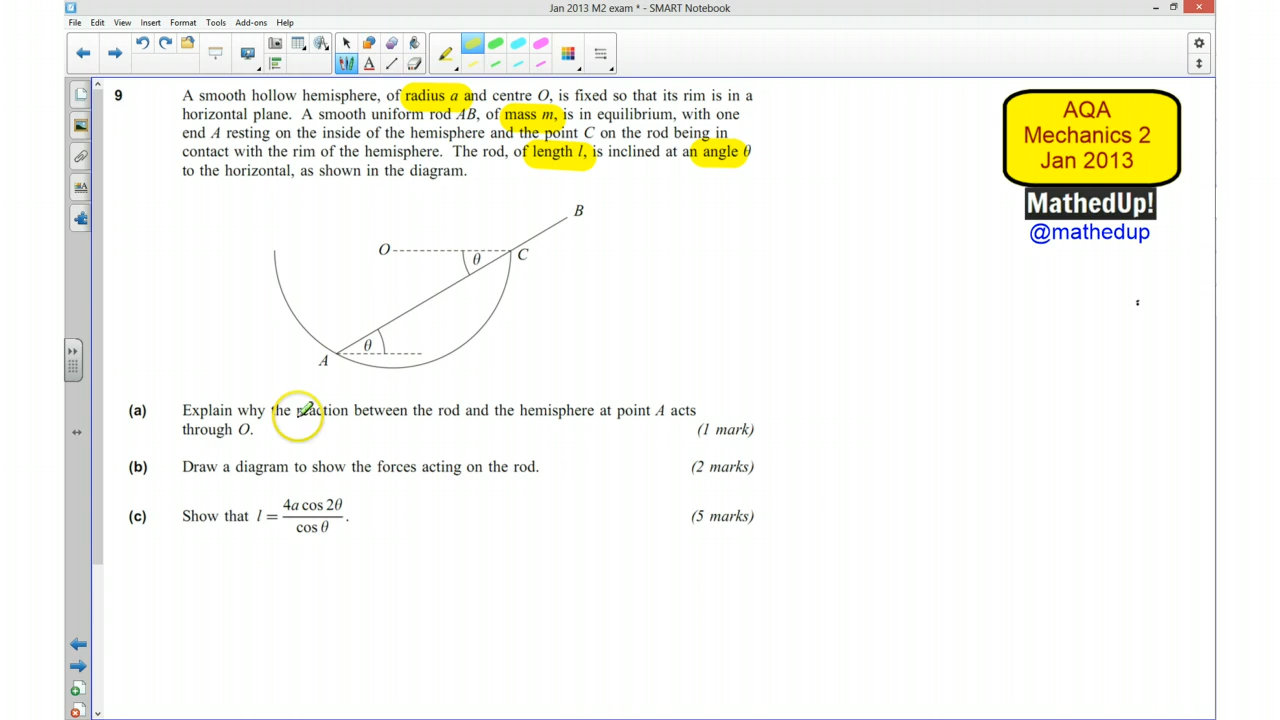 Jan 2013 M2 exam * - SMART Notebook
File Edit View Insert Format Tools Add-ons Help
9 A smooth hollow hemisphere, of radius a and centre O, is fixed so that its rim is in a
horizontal plane. A smooth uniform rod AB, of mass m, is in equilibrium, with one
end A resting on the inside of the hemisphere and the point C on the rod being in
contact with the rim of the hemisphere. The rod, of length l, is inclined at an angle θ
to the horizontal, as shown in the diagram.
AQA
Mechanics 2
Jan 2013
MathedUp!
@mathedup
B
O
θ
C
θ
A
(a) Explain why the reaction between the rod and the hemisphere at point A acts
through O. (1 mark)
(b) Draw a diagram to show the forces acting on the rod. (2 marks)
(c) Show that l = 4a cos 2θ / cos θ . (5 marks)